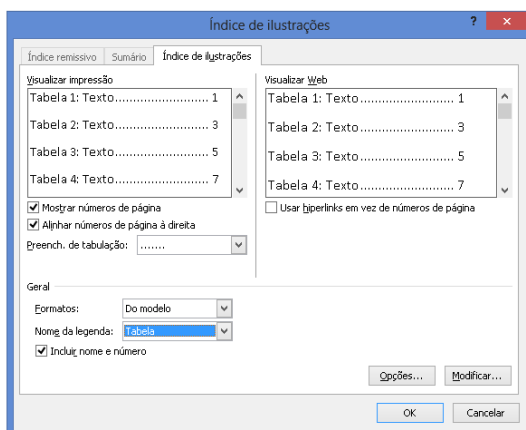 Índice de ilustrações
? ×
Índice remissivo Sumário Índice de ilustrações
Visualizar impressão
Tabela 1: Texto.......................... 1
Tabela 2: Texto.......................... 3
Tabela 3: Texto.......................... 5
Tabela 4: Texto.......................... 7
Visualizar Web
Tabela 1: Texto.................... 1
Tabela 2: Texto.................... 3
Tabela 3: Texto.................... 5
Tabela 4: Texto.................... 7
Mostrar números de página
Alinhar números de página à direita
Preench. de tabulação: .......
Usar hiperlinks em vez de números de página
Geral
Formatos: Do modelo
Nome da legenda: Tabela
Incluir nome e número
Opções... Modificar...
OK Cancelar